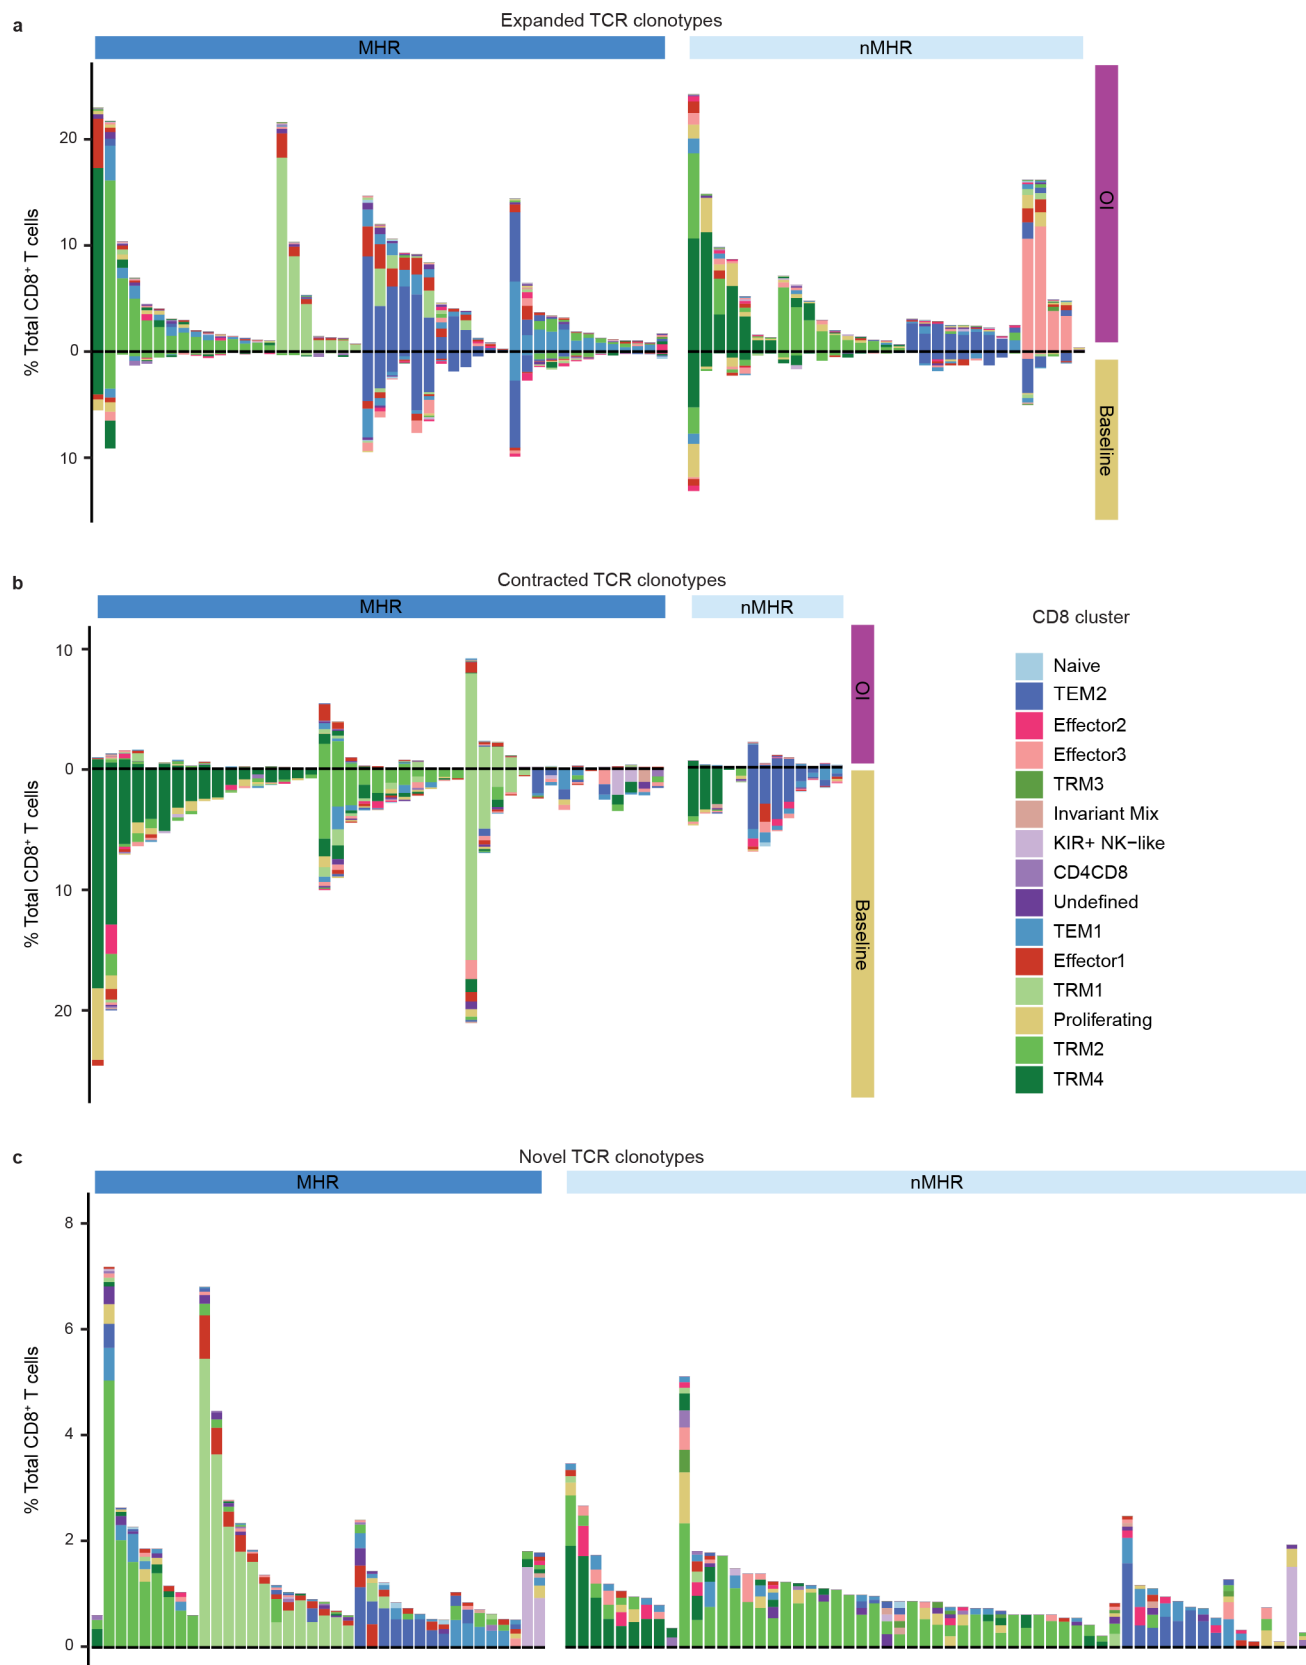 a
Expanded TCR clonotypes
MHR
nMHR
20
10
0
10
% Total CD8⁺ T cells
OI
Baseline
b
Contracted TCR clonotypes
MHR
nMHR
10
0
10
20
% Total CD8⁺ T cells
OI
Baseline
CD8 cluster
Naive
TEM2
Effector2
Effector3
TRM3
Invariant Mix
KIR+ NK−like
CD4CD8
Undefined
TEM1
Effector1
TRM1
Proliferating
TRM2
TRM4
c
Novel TCR clonotypes
MHR
nMHR
8
6
4
2
0
% Total CD8⁺ T cells